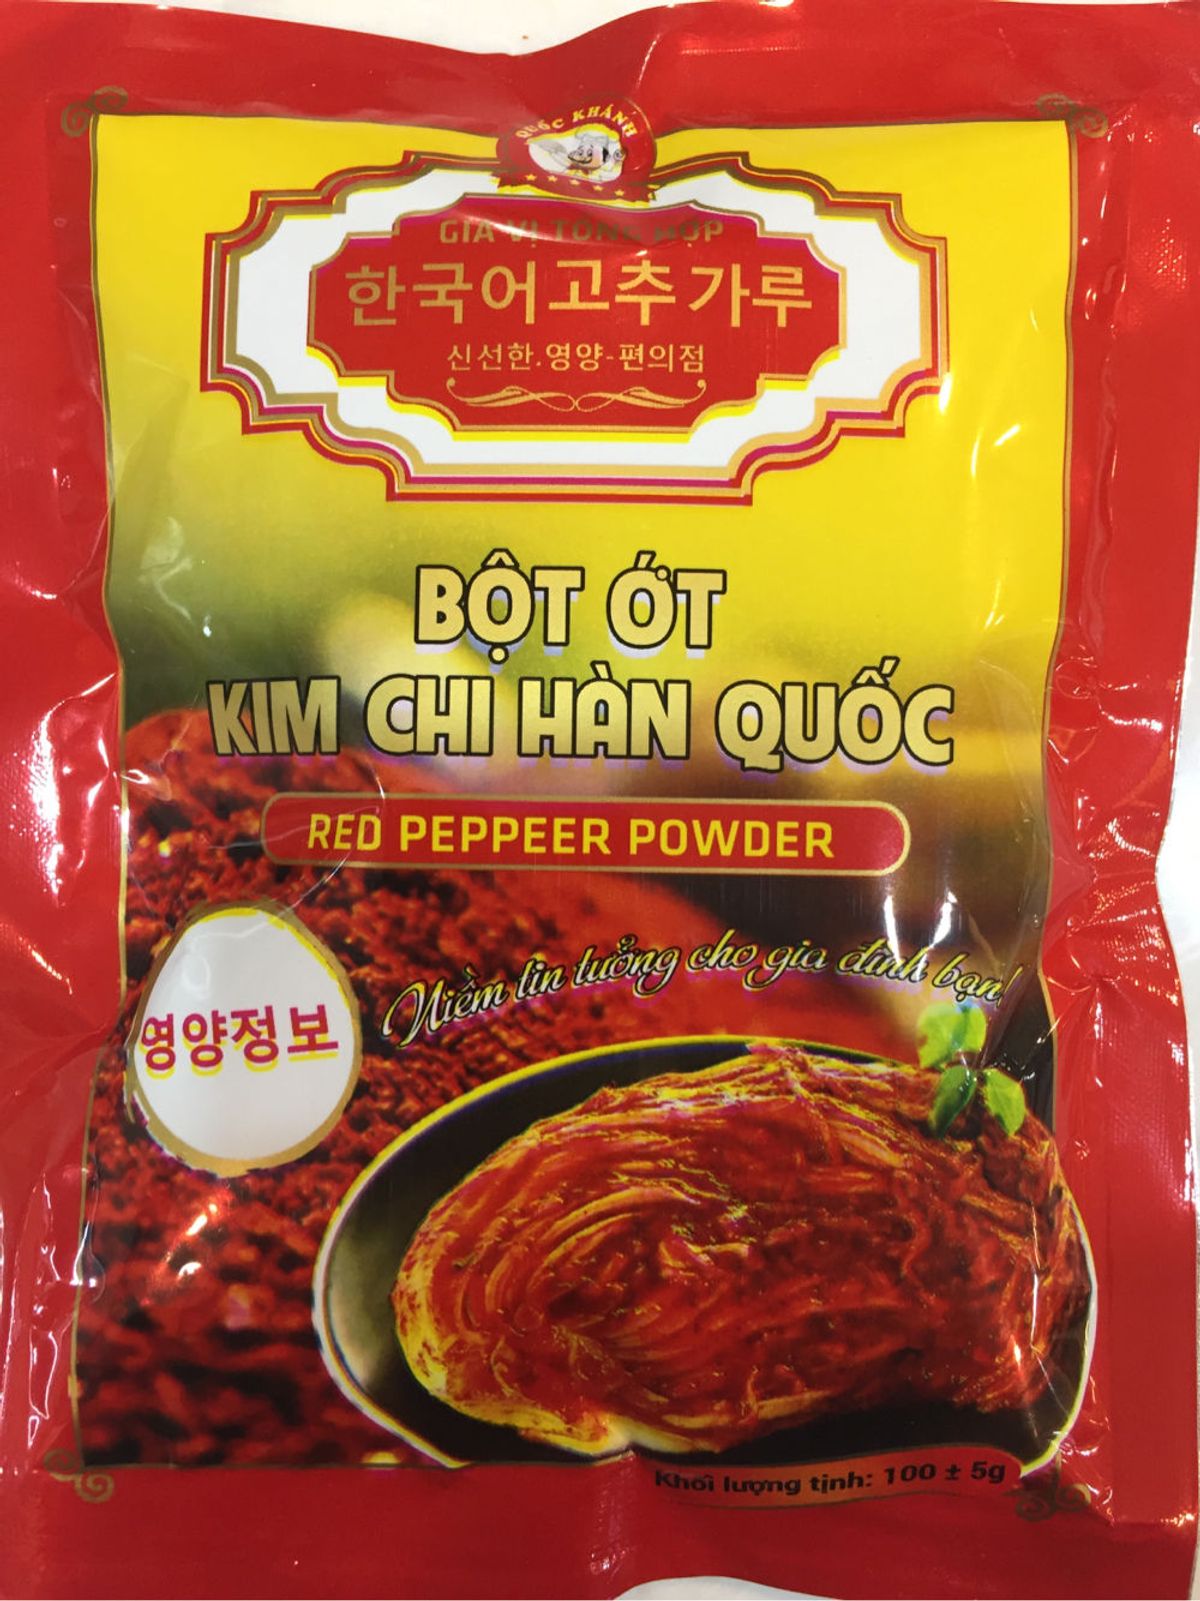 QUỐC KHÁNH
GIA VỊ TỔNG HỢP
한국어고추가루
신선한.영양-편의점
BỘT ỚT
KIM CHI HÀN QUỐC
RED PEPPEER POWDER
Niềm tin tưởng cho gia đình bạn!
영양정보
Khối lượng tịnh: 100 ± 5g